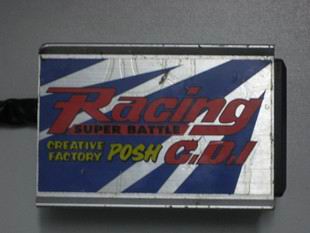 Racing
SUPER BATTLE
CREATIVE
FACTORY POSH C.D.I